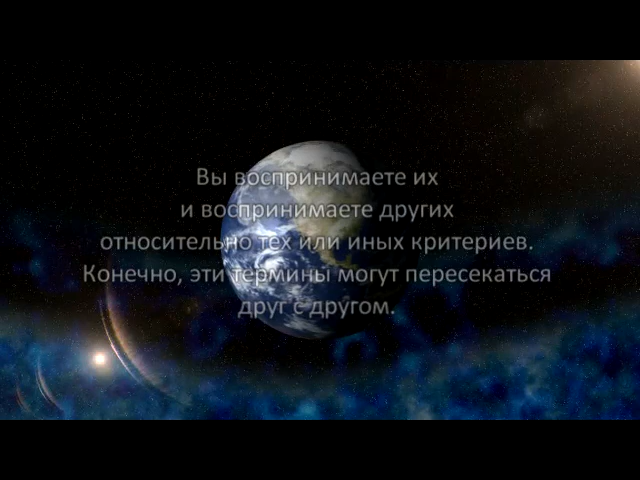 Вы воспринимаете их
и воспринимаете других
относительно тех или иных критериев.
Конечно, эти термины могут пересекаться
друг с другом.